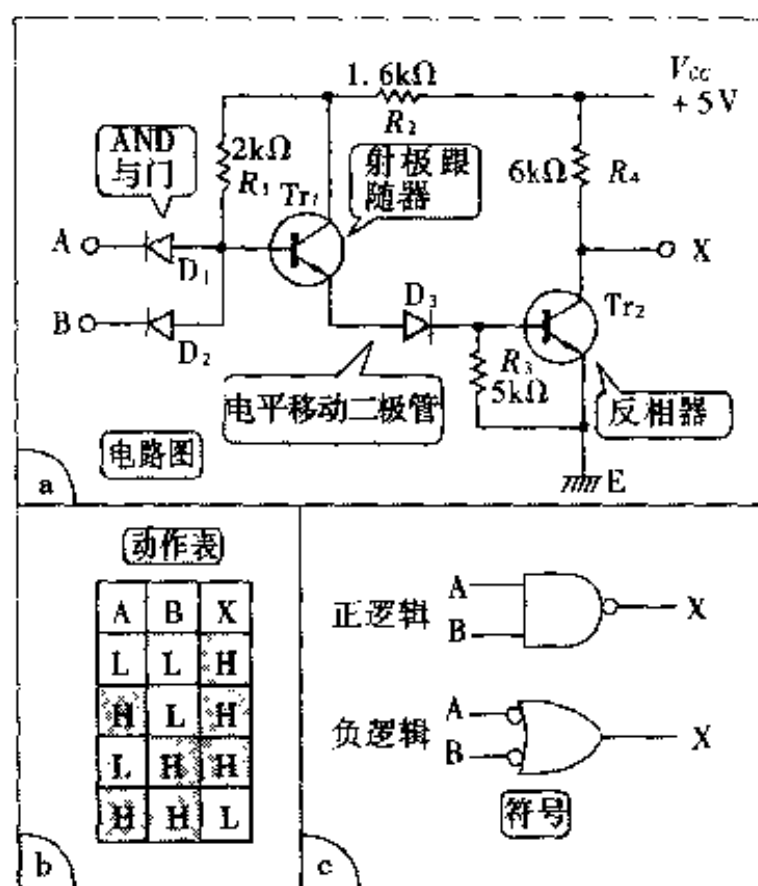 1.6kΩ
R₂
V_CC
+5V
AND
与门
2kΩ
R₁
Tr₁
射极跟
随器
6kΩ
R₄
A
D₁
X
B
D₂
D₃
Tr₂
R₃
5kΩ
电平移动二极管
反相器
电路图
a
E
动作表
A B X
L L H
H L H
L H H
H H L
b
正逻辑
A
B
X
负逻辑
A
B
X
符号
c